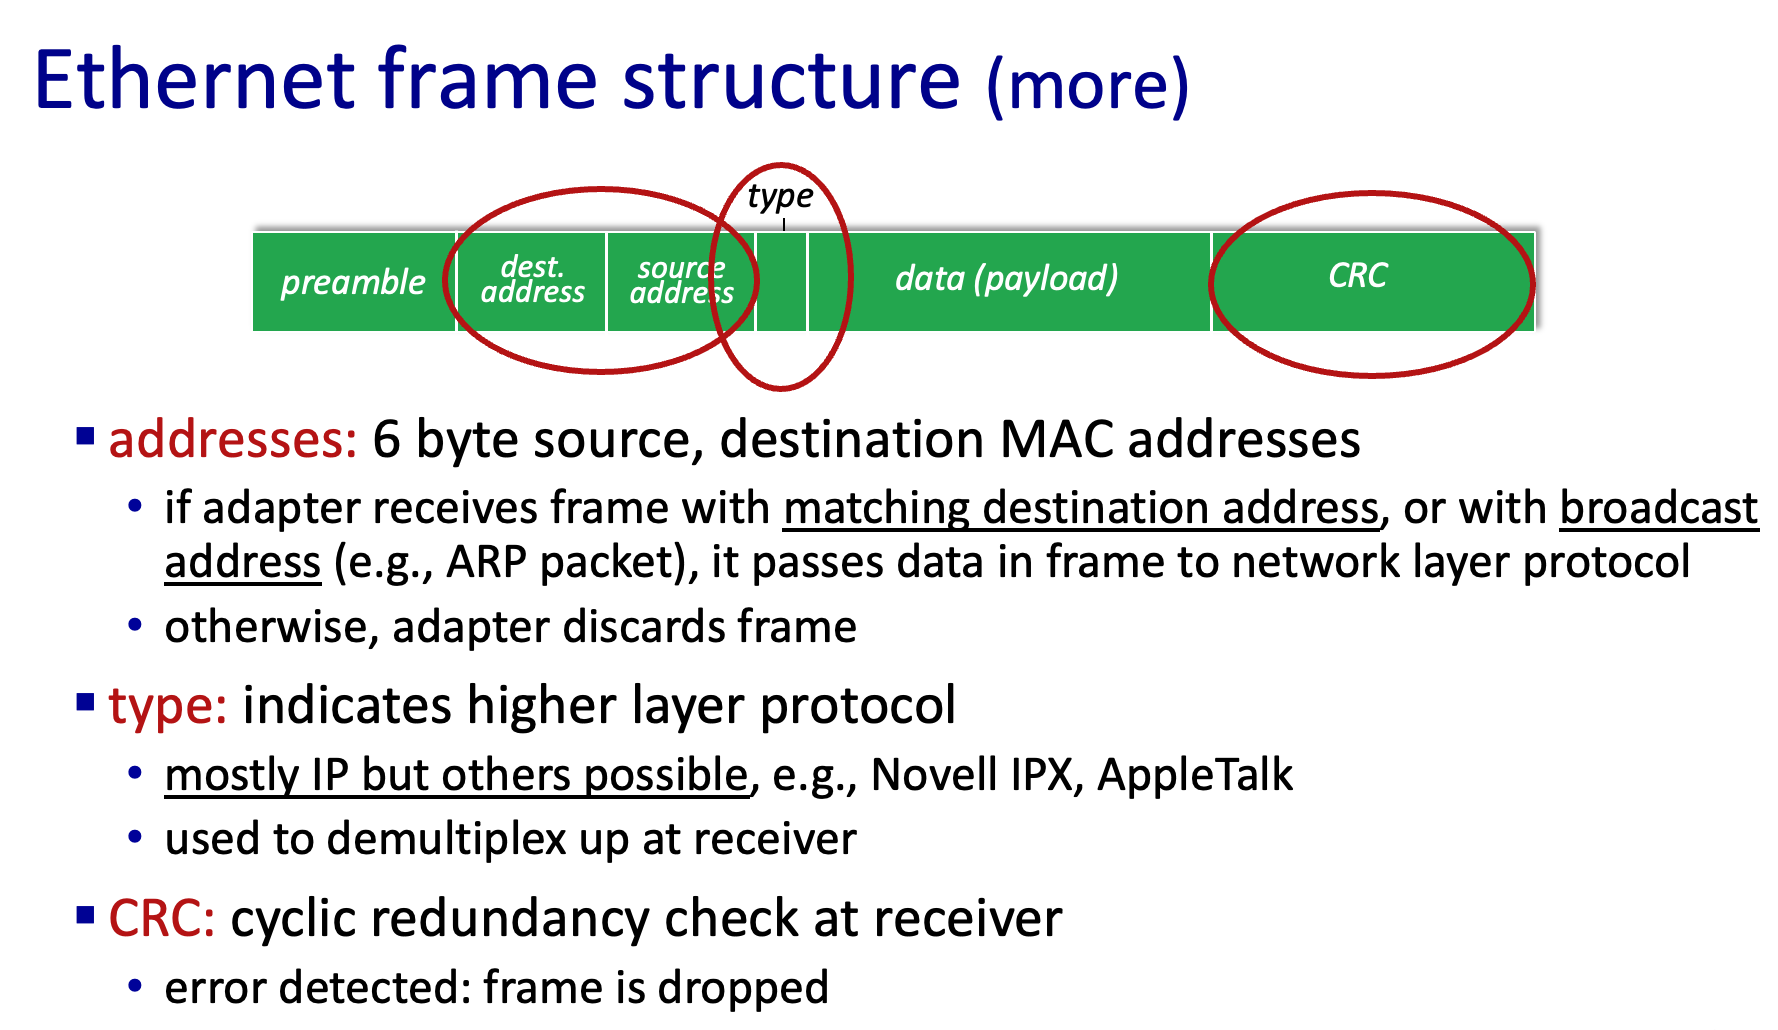 Ethernet frame structure (more)
type
preamble
dest. address
source address
data (payload)
CRC
▪ addresses: 6 byte source, destination MAC addresses
• if adapter receives frame with matching destination address, or with broadcast
address (e.g., ARP packet), it passes data in frame to network layer protocol
• otherwise, adapter discards frame
▪ type: indicates higher layer protocol
• mostly IP but others possible, e.g., Novell IPX, AppleTalk
• used to demultiplex up at receiver
▪ CRC: cyclic redundancy check at receiver
• error detected: frame is dropped